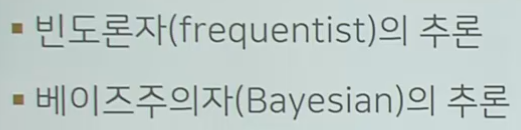 ▪ 빈도론자(frequentist)의 추론
▪ 베이즈주의자(Bayesian)의 추론